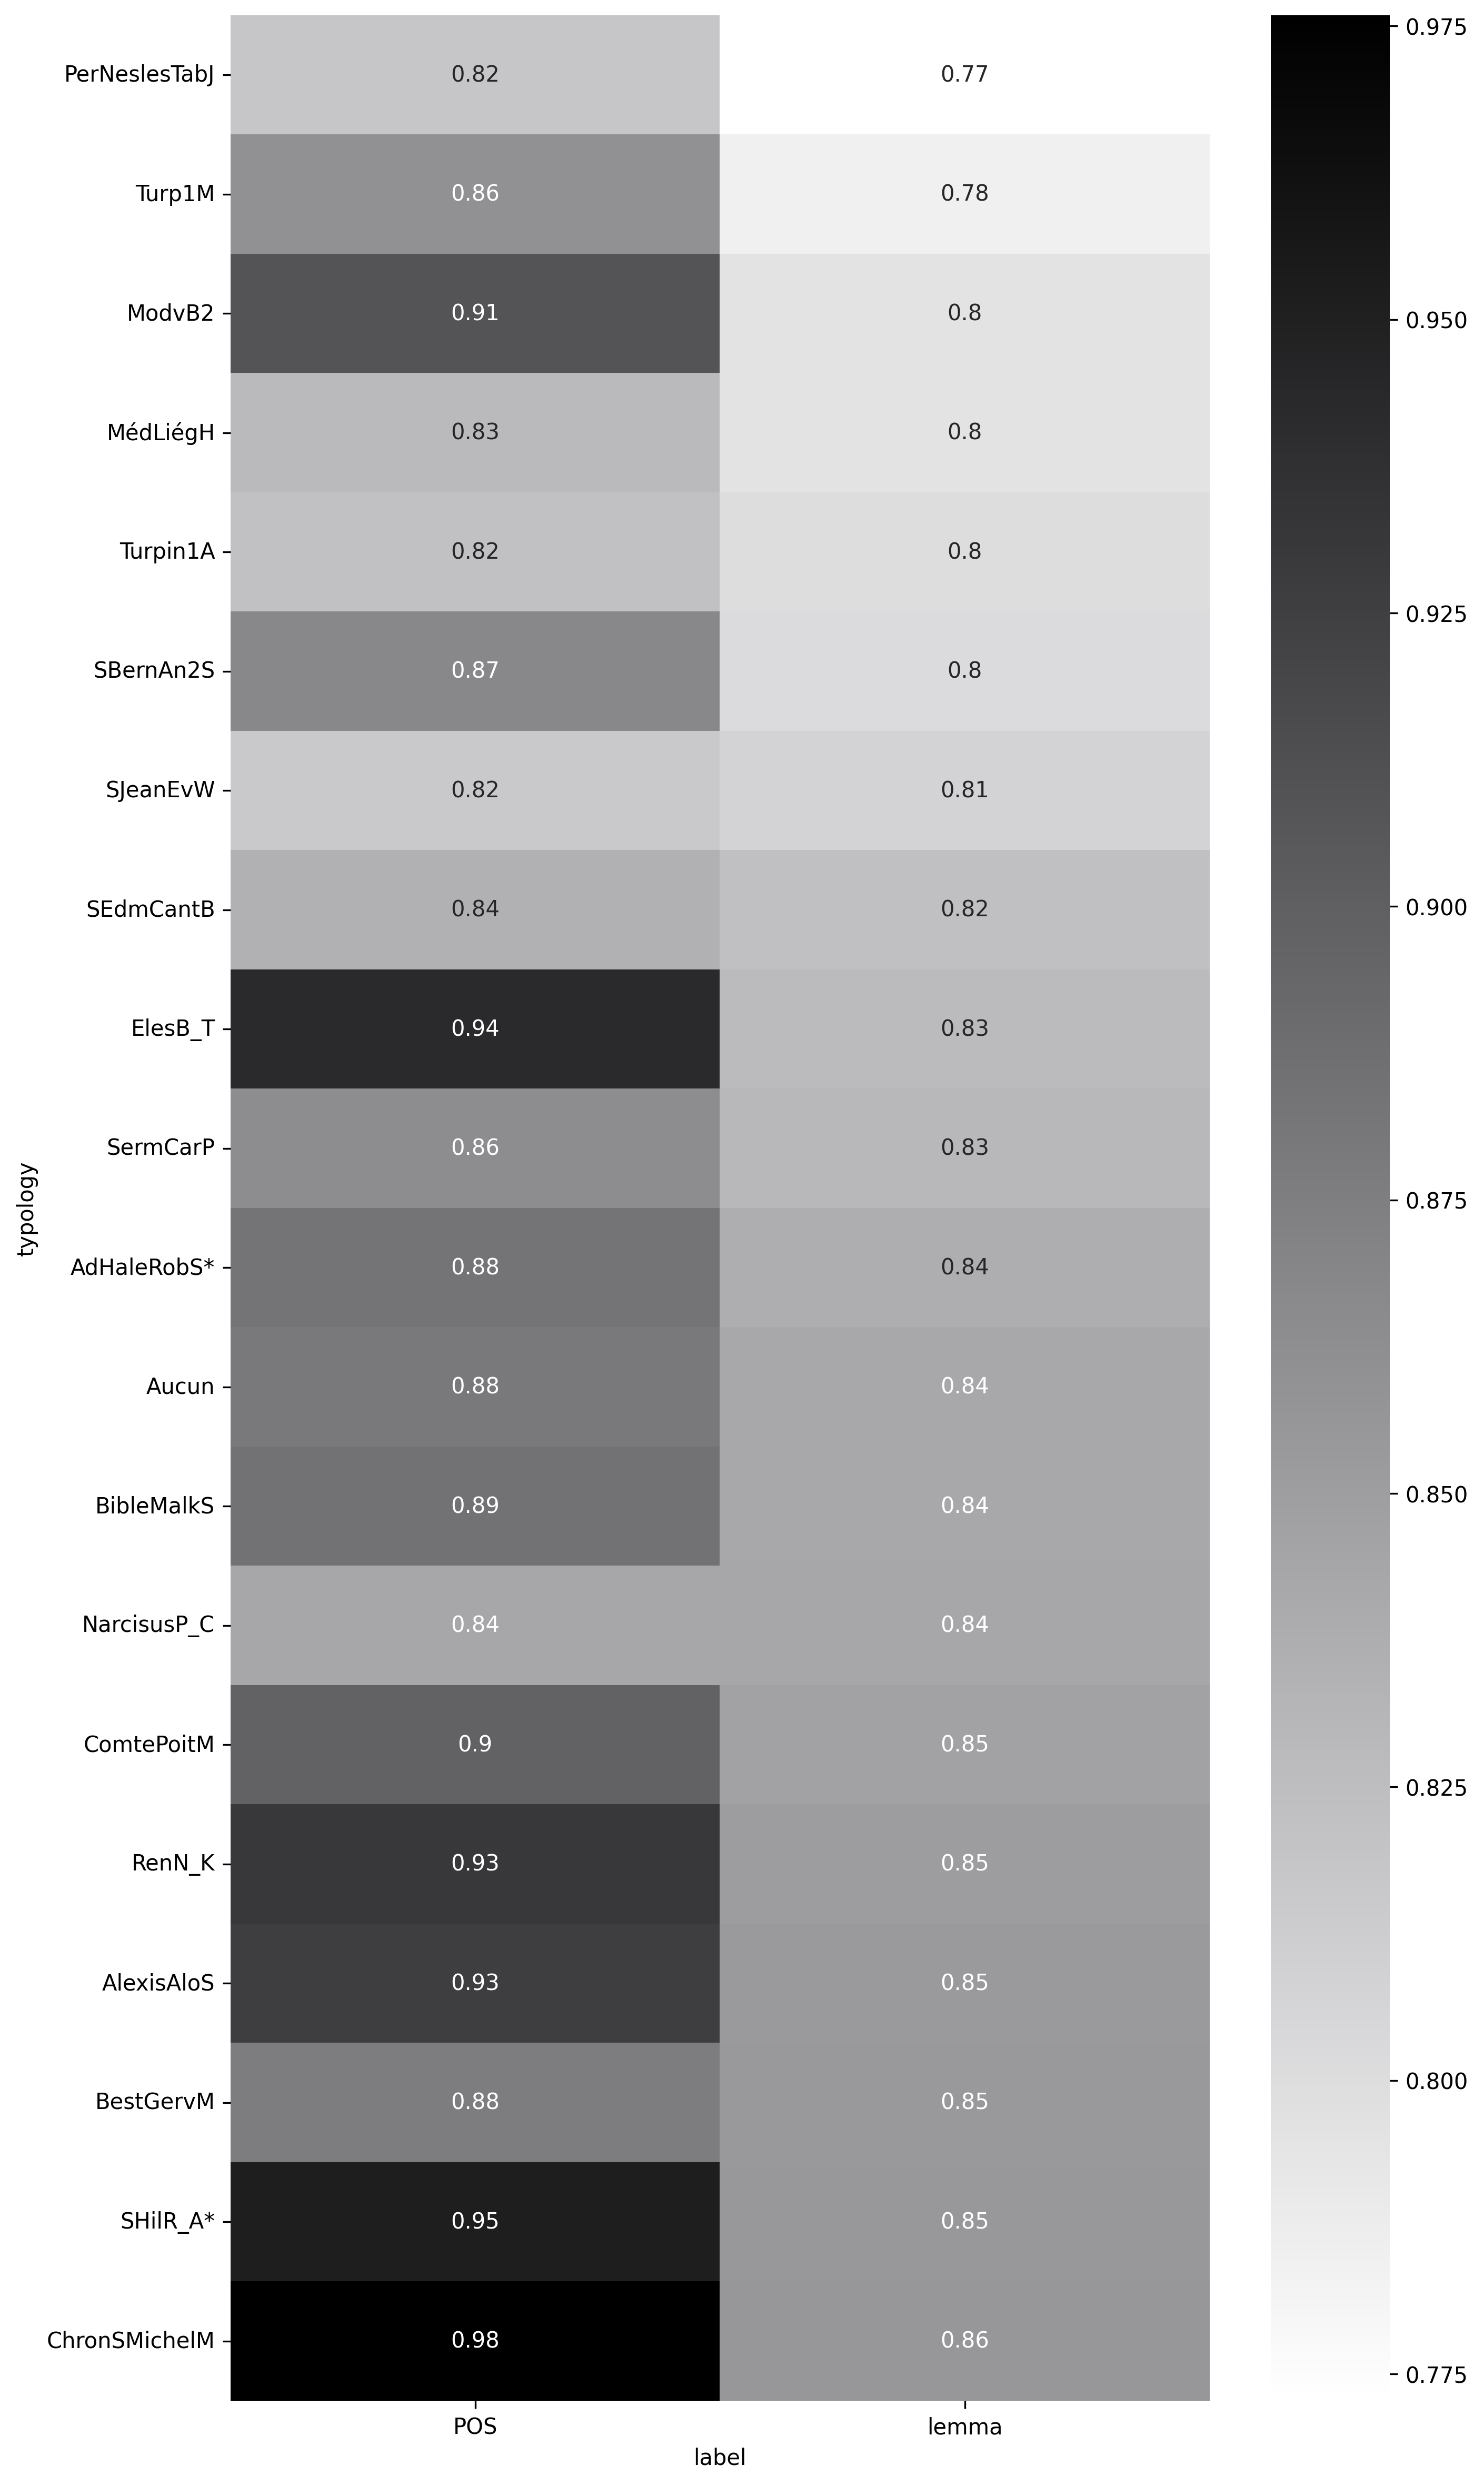 PerNeslesTabJ 0.82 0.77
Turp1M 0.86 0.78
ModvB2 0.91 0.8
MédLiégH 0.83 0.8
Turpin1A 0.82 0.8
SBernAn2S 0.87 0.8
SJeanEvW 0.82 0.81
SEdmCantB 0.84 0.82
ElesB_T 0.94 0.83
SermCarP 0.86 0.83
AdHaleRobS* 0.88 0.84
Aucun 0.88 0.84
BibleMalkS 0.89 0.84
NarcisusP_C 0.84 0.84
ComtePoitM 0.9 0.85
RenN_K 0.93 0.85
AlexisAloS 0.93 0.85
BestGervM 0.88 0.85
SHilR_A* 0.95 0.85
ChronSMichelM 0.98 0.86
POS lemma
label
typology
0.975
0.950
0.925
0.900
0.875
0.850
0.825
0.800
0.775